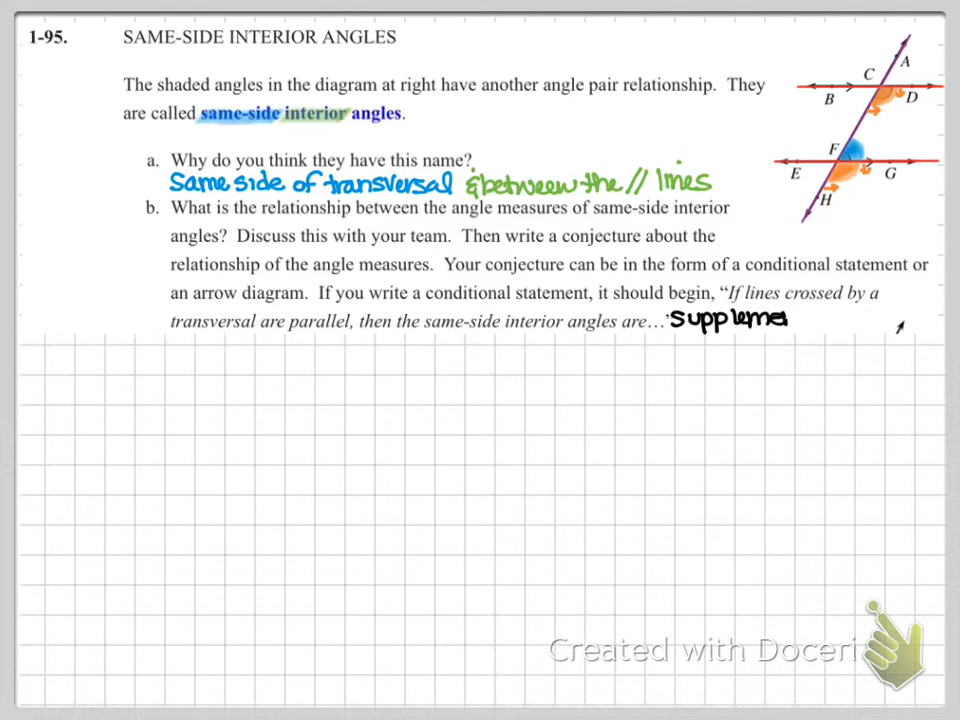 1-95. SAME-SIDE INTERIOR ANGLES
The shaded angles in the diagram at right have another angle pair relationship. They
are called same-side interior angles.
a. Why do you think they have this name?
Same side of transversal & between the // lines
b. What is the relationship between the angle measures of same-side interior
angles? Discuss this with your team. Then write a conjecture about the
relationship of the angle measures. Your conjecture can be in the form of a conditional statement or
an arrow diagram. If you write a conditional statement, it should begin, “If lines crossed by a
transversal are parallel, then the same-side interior angles are…” Suppleme
A
C
B
D
F
E
G
H
Created with Doceri